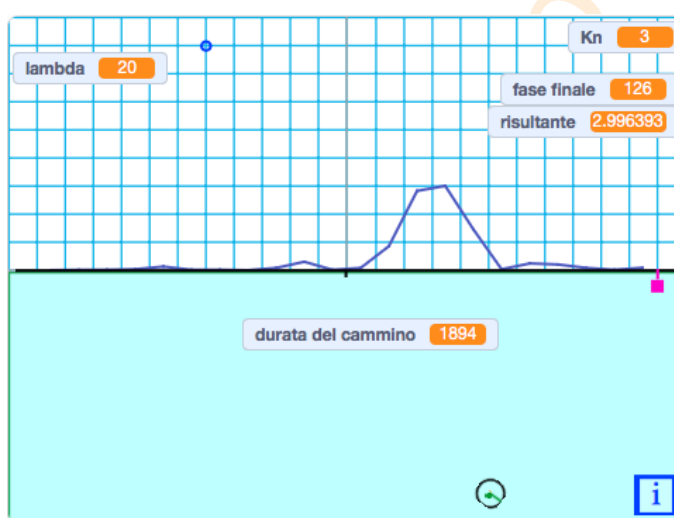 Kn 3
lambda 20
fase finale 126
risultante 2.996393
durata del cammino 1894
i